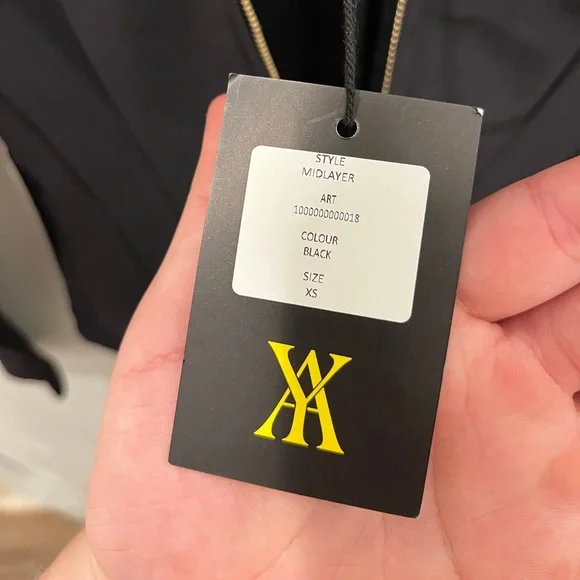 STYLE
MIDLAYER
ART
1000000000018
COLOUR
BLACK
SIZE
XS